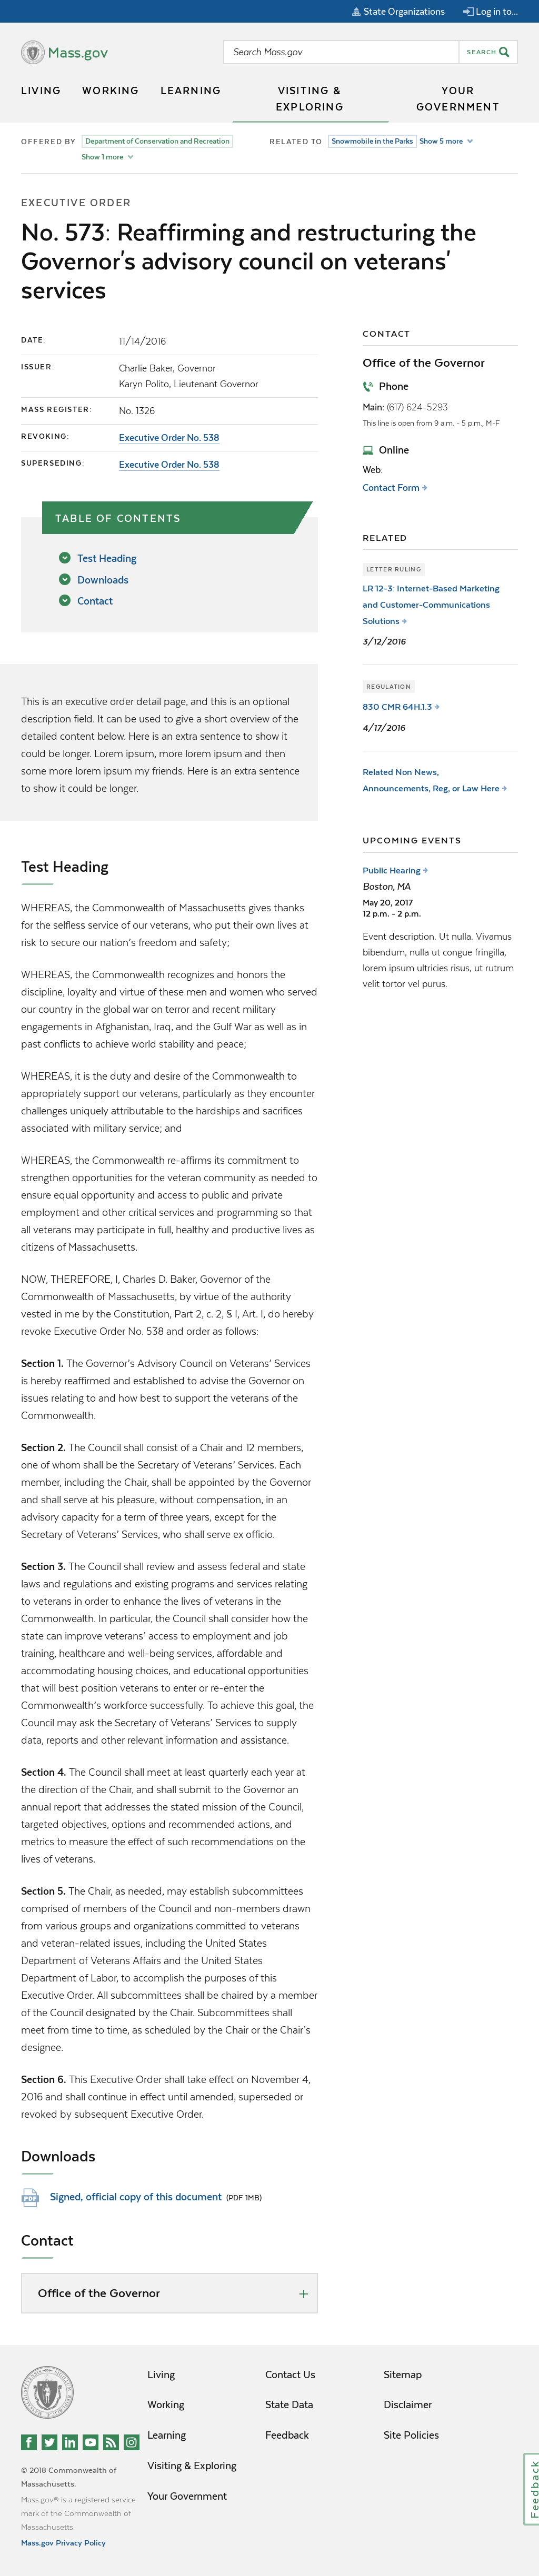 State Organizations Log in to...
Mass.gov
Search Mass.gov
SEARCH
LIVING WORKING LEARNING VISITING & EXPLORING YOUR GOVERNMENT
OFFERED BY Department of Conservation and Recreation
Show 1 more
RELATED TO Snowmobile in the Parks Show 5 more
EXECUTIVE ORDER
No. 573: Reaffirming and restructuring the
Governor's advisory council on veterans'
services
DATE: 11/14/2016
ISSUER: Charlie Baker, Governor
Karyn Polito, Lieutenant Governor
MASS REGISTER: No. 1326
REVOKING: Executive Order No. 538
SUPERSEDING: Executive Order No. 538
TABLE OF CONTENTS
Test Heading
Downloads
Contact
This is an executive order detail page, and this is an optional
description field. It can be used to give a short overview of the
detailed content below. Here is an extra sentence to show it
could be longer. Lorem ipsum, more lorem ipsum and then
some more lorem ipsum my friends. Here is an extra sentence
to show it could be longer.
Test Heading
WHEREAS, the Commonwealth of Massachusetts gives thanks
for the selfless service of our veterans, who put their own lives at
risk to secure our nation's freedom and safety;
WHEREAS, the Commonwealth recognizes and honors the
discipline, loyalty and virtue of these men and women who served
our country in the global war on terror and recent military
engagements in Afghanistan, Iraq, and the Gulf War as well as in
past conflicts to achieve world stability and peace;
WHEREAS, it is the duty and desire of the Commonwealth to
appropriately support our veterans, particularly as they encounter
challenges uniquely attributable to the hardships and sacrifices
associated with military service; and
WHEREAS, the Commonwealth re-affirms its commitment to
strengthen opportunities for the veteran community as needed to
ensure equal opportunity and access to public and private
employment and other critical services and programming so that
all veterans may participate in full, healthy and productive lives as
citizens of Massachusetts.
NOW, THEREFORE, I, Charles D. Baker, Governor of the
Commonwealth of Massachusetts, by virtue of the authority
vested in me by the Constitution, Part 2, c. 2, § I, Art. I, do hereby
revoke Executive Order No. 538 and order as follows:
Section 1. The Governor's Advisory Council on Veterans' Services
is hereby reaffirmed and established to advise the Governor on
issues relating to and how best to support the veterans of the
Commonwealth.
Section 2. The Council shall consist of a Chair and 12 members,
one of whom shall be the Secretary of Veterans' Services. Each
member, including the Chair, shall be appointed by the Governor
and shall serve at his pleasure, without compensation, in an
advisory capacity for a term of three years, except for the
Secretary of Veterans' Services, who shall serve ex officio.
Section 3. The Council shall review and assess federal and state
laws and regulations and existing programs and services relating
to veterans in order to enhance the lives of veterans in the
Commonwealth. In particular, the Council shall consider how the
state can improve veterans' access to employment and job
training, healthcare and well-being services, affordable and
accommodating housing choices, and educational opportunities
that will best position veterans to enter or re-enter the
Commonwealth's workforce successfully. To achieve this goal, the
Council may ask the Secretary of Veterans' Services to supply
data, reports and other relevant information and assistance.
Section 4. The Council shall meet at least quarterly each year at
the direction of the Chair, and shall submit to the Governor an
annual report that addresses the stated mission of the Council,
targeted objectives, options and recommended actions, and
metrics to measure the effect of such recommendations on the
lives of veterans.
Section 5. The Chair, as needed, may establish subcommittees
comprised of members of the Council and non-members drawn
from various groups and organizations committed to veterans
and veteran-related issues, including the United States
Department of Veterans Affairs and the United States
Department of Labor, to accomplish the purposes of this
Executive Order. All subcommittees shall be chaired by a member
of the Council designated by the Chair. Subcommittees shall
meet from time to time, as scheduled by the Chair or the Chair's
designee.
Section 6. This Executive Order shall take effect on November 4,
2016 and shall continue in effect until amended, superseded or
revoked by subsequent Executive Order.
Downloads
PDF Signed, official copy of this document (PDF 1MB)
Contact
Office of the Governor
CONTACT
Office of the Governor
Phone
Main: (617) 624-5293
This line is open from 9 a.m. - 5 p.m., M-F
Online
Web:
Contact Form
RELATED
LETTER RULING
LR 12-3: Internet-Based Marketing
and Customer-Communications
Solutions
3/12/2016
REGULATION
830 CMR 64H.1.3
4/17/2016
Related Non News,
Announcements, Reg, or Law Here
UPCOMING EVENTS
Public Hearing
Boston, MA
May 20, 2017
12 p.m. - 2 p.m.
Event description. Ut nulla. Vivamus
bibendum, nulla ut congue fringilla,
lorem ipsum ultricies risus, ut rutrum
velit tortor vel purus.
© 2018 Commonwealth of
Massachusetts.
Mass.gov® is a registered service
mark of the Commonwealth of
Massachusetts.
Mass.gov Privacy Policy
Living
Working
Learning
Visiting & Exploring
Your Government
Contact Us
State Data
Feedback
Sitemap
Disclaimer
Site Policies
Feedback